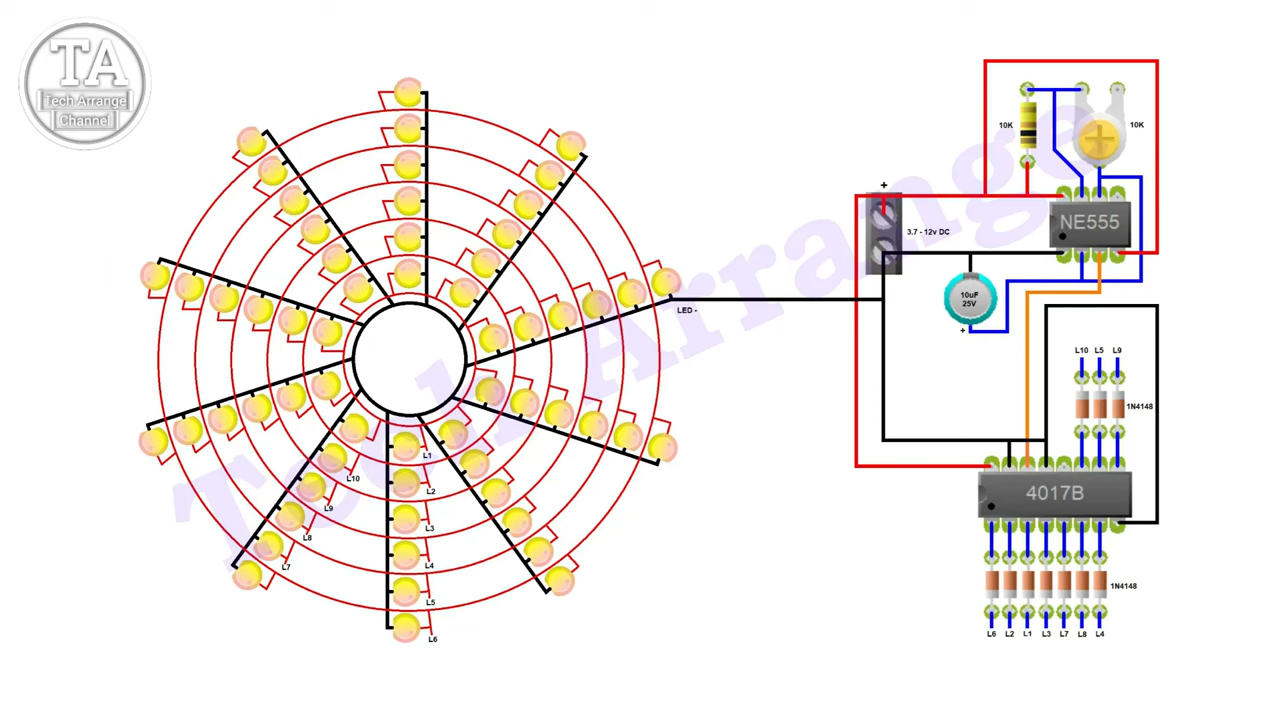 TA
Tech Arrange
Channel
Tech Arrange
LED -
L1
L2
L3
L4
L5
L6
L10
L9
L8
L7
+
3.7 - 12v DC
10K
10K
NE555
10uF
25V
+
L10 L5 L9
1N4148
4017B
1N4148
L6 L2 L1 L3 L7 L8 L4